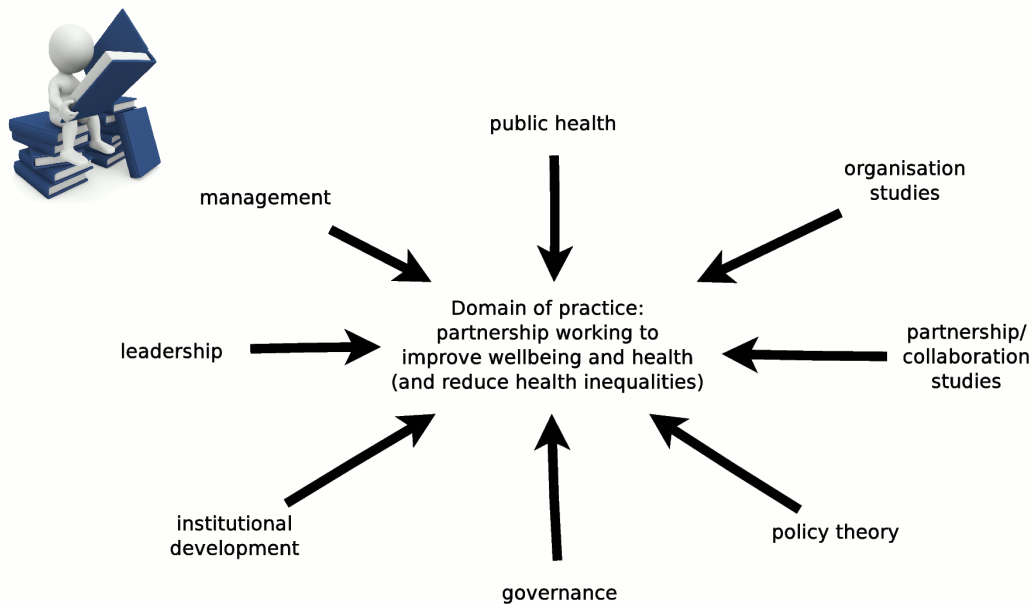 public health
organisation
studies
management
Domain of practice:
partnership working to
improve wellbeing and health
(and reduce health inequalities)
leadership
partnership/
collaboration
studies
institutional
development
policy theory
governance